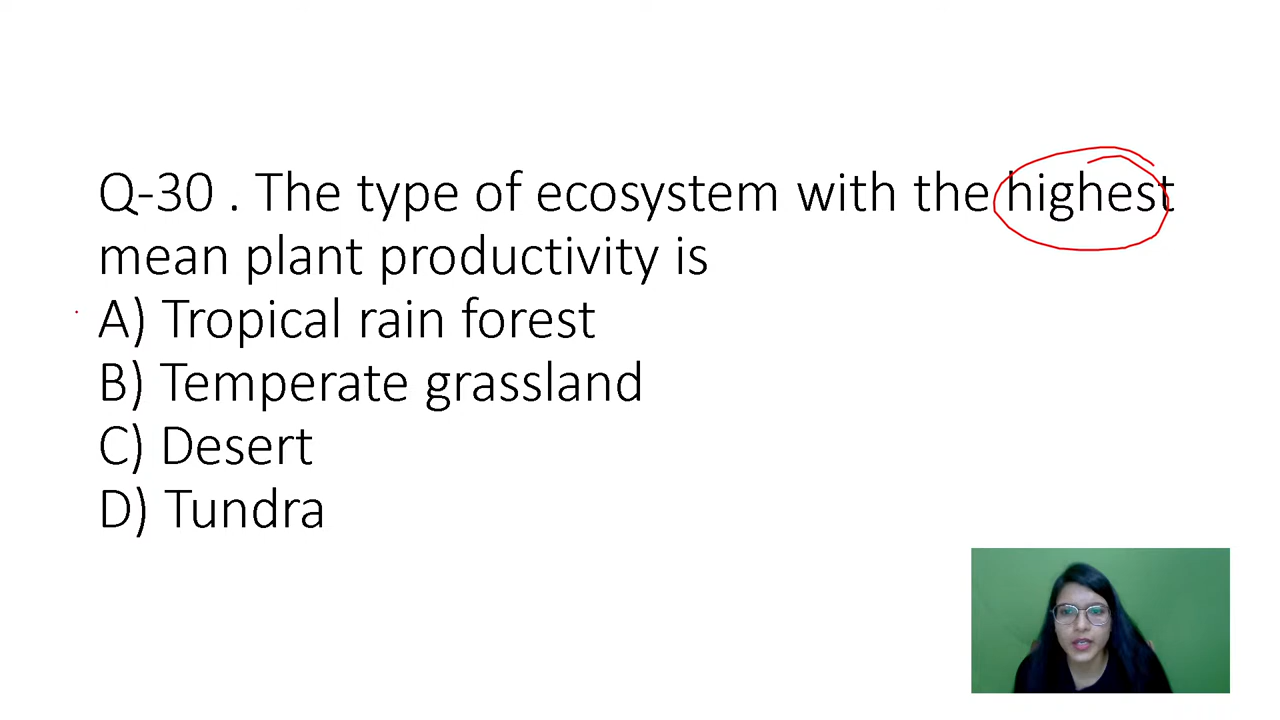 Q-30 . The type of ecosystem with the highest
mean plant productivity is
A) Tropical rain forest
B) Temperate grassland
C) Desert
D) Tundra